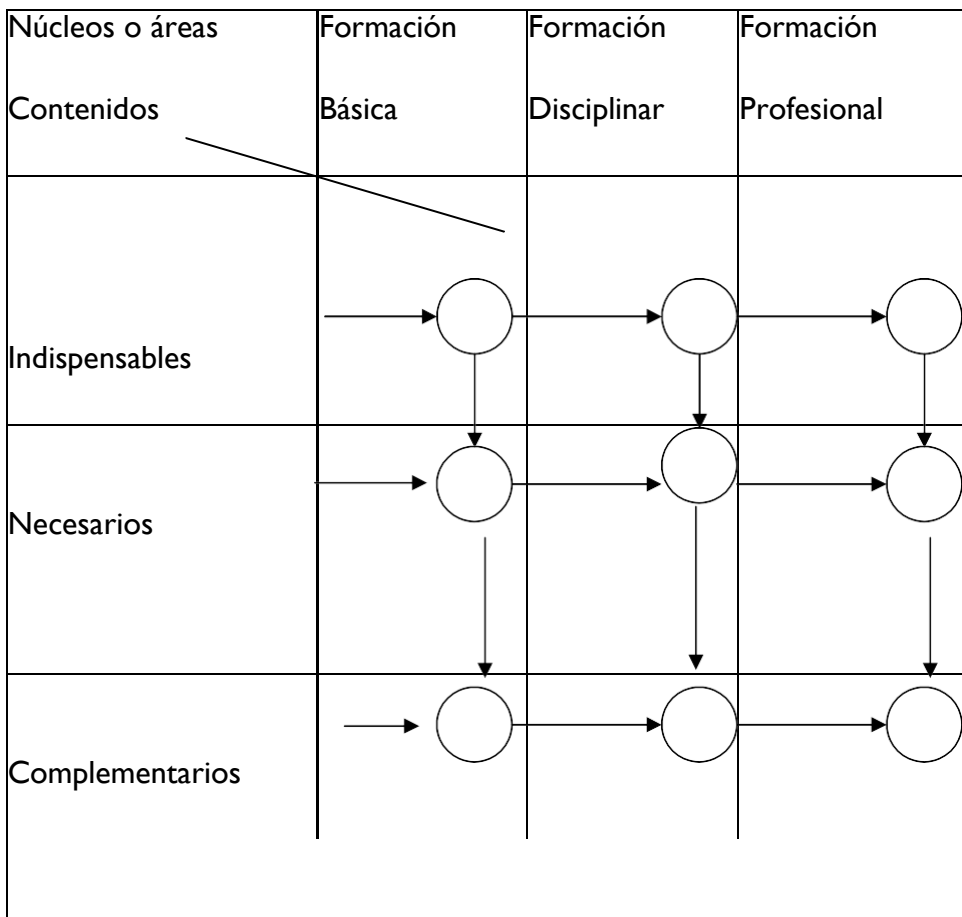 Núcleos o áreas
Contenidos
Formación
Básica
Formación
Disciplinar
Formación
Profesional
Indispensables
Necesarios
Complementarios